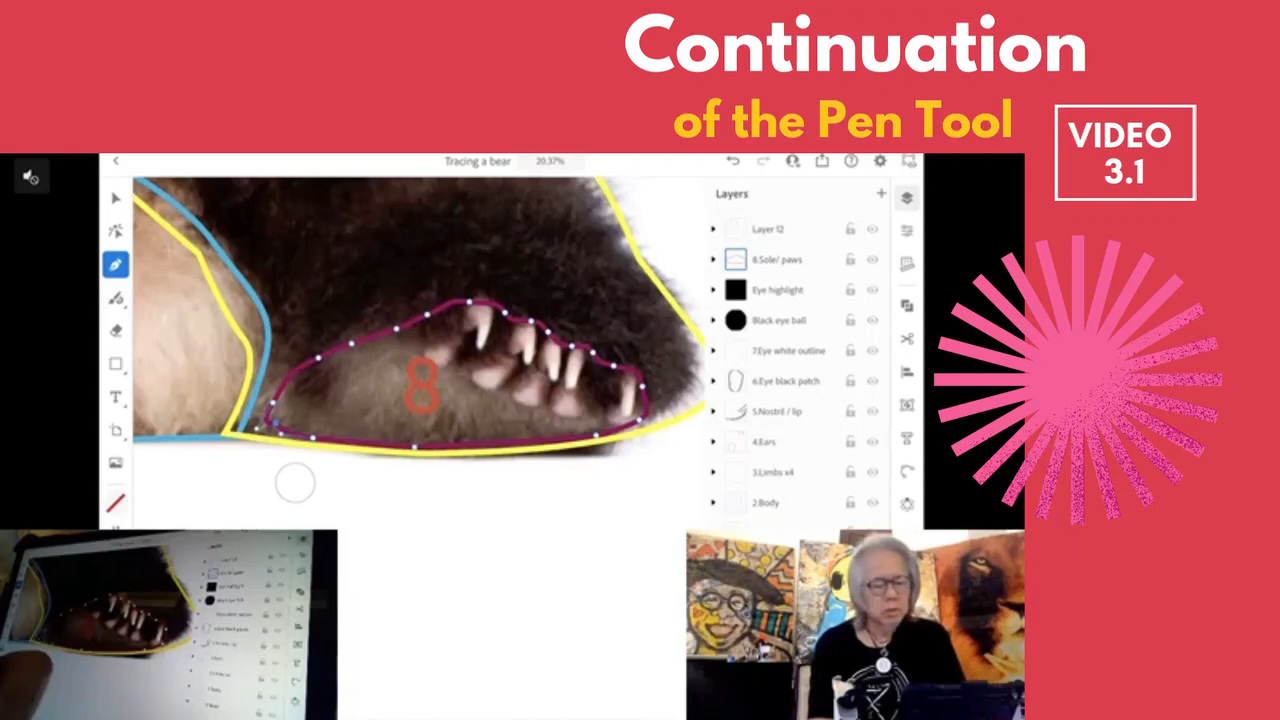 Continuation
of the Pen Tool
VIDEO
3.1
Tracing a bear 20.37%
Layers
Layer 12
8.Sole/ paws
Eye highlight
Black eye ball
7.Eye white outline
6.Eye black patch
5.Nostril / lip
4.Ears
3.Limbs x4
2.Body
8
T